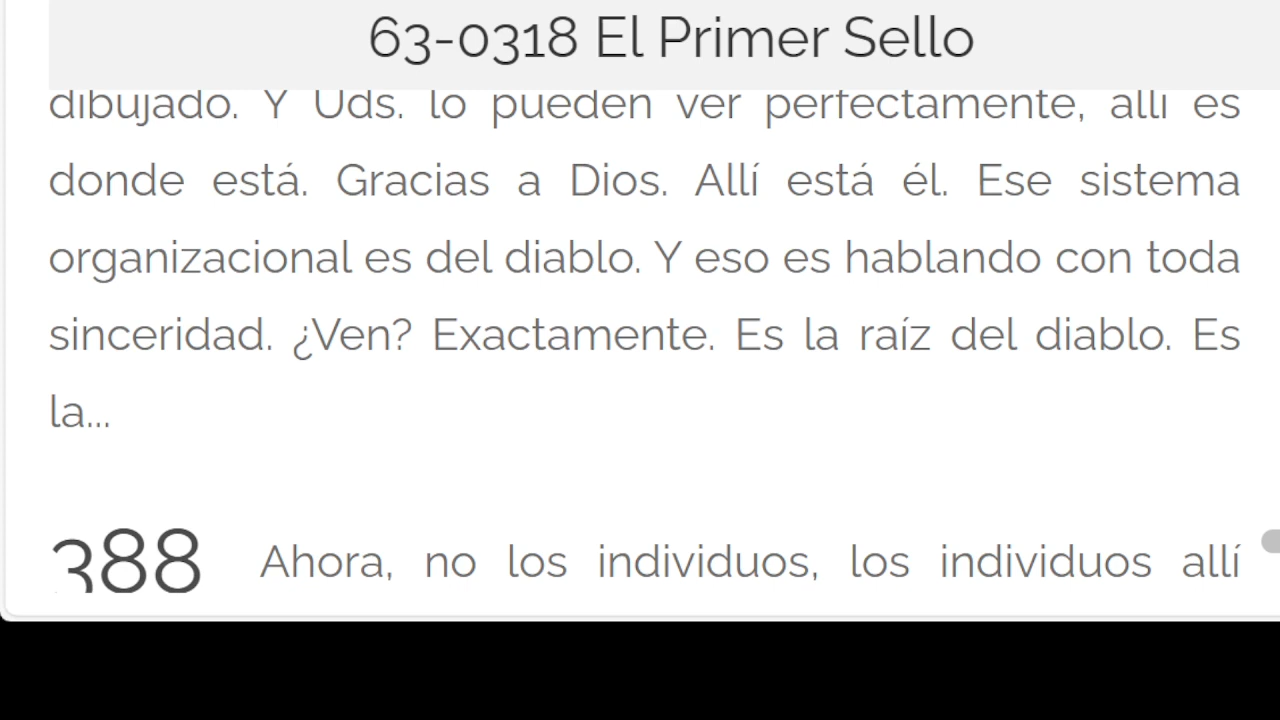 63-0318 El Primer Sello
dibujado. Y Uds. lo pueden ver perfectamente, allí es
donde está. Gracias a Dios. Allí está él. Ese sistema
organizacional es del diablo. Y eso es hablando con toda
sinceridad. ¿Ven? Exactamente. Es la raíz del diablo. Es
la...
388 Ahora, no los individuos, los individuos allí